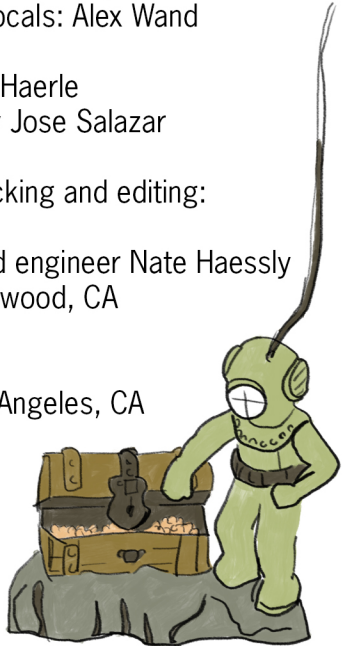 ocals: Alex Wand
Haerle
Jose Salazar
cking and editing:
d engineer Nate Haessly
wood, CA
Angeles, CA